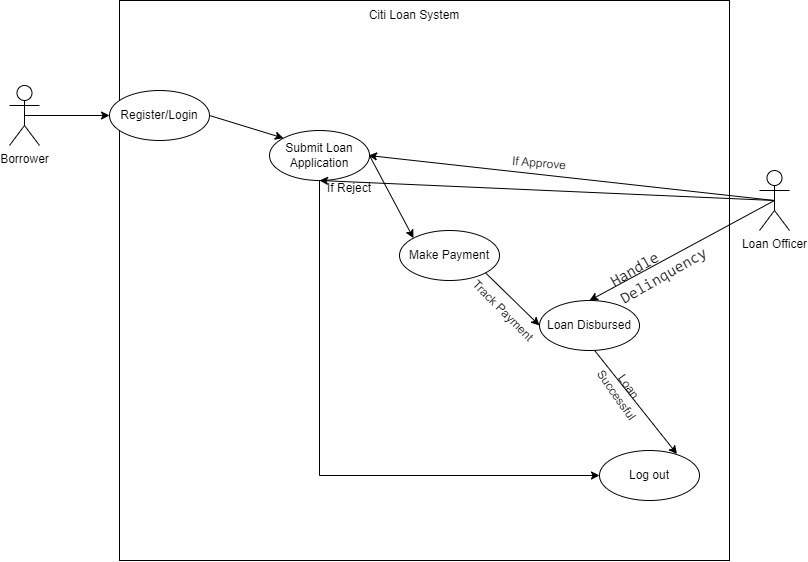 Citi Loan System
Register/Login
Borrower
Submit Loan
Application
If Approve
If Reject
Loan Officer
Make Payment
Handle
Delinquency
Track Payment
Loan Disbursed
Loan
Successful
Log out